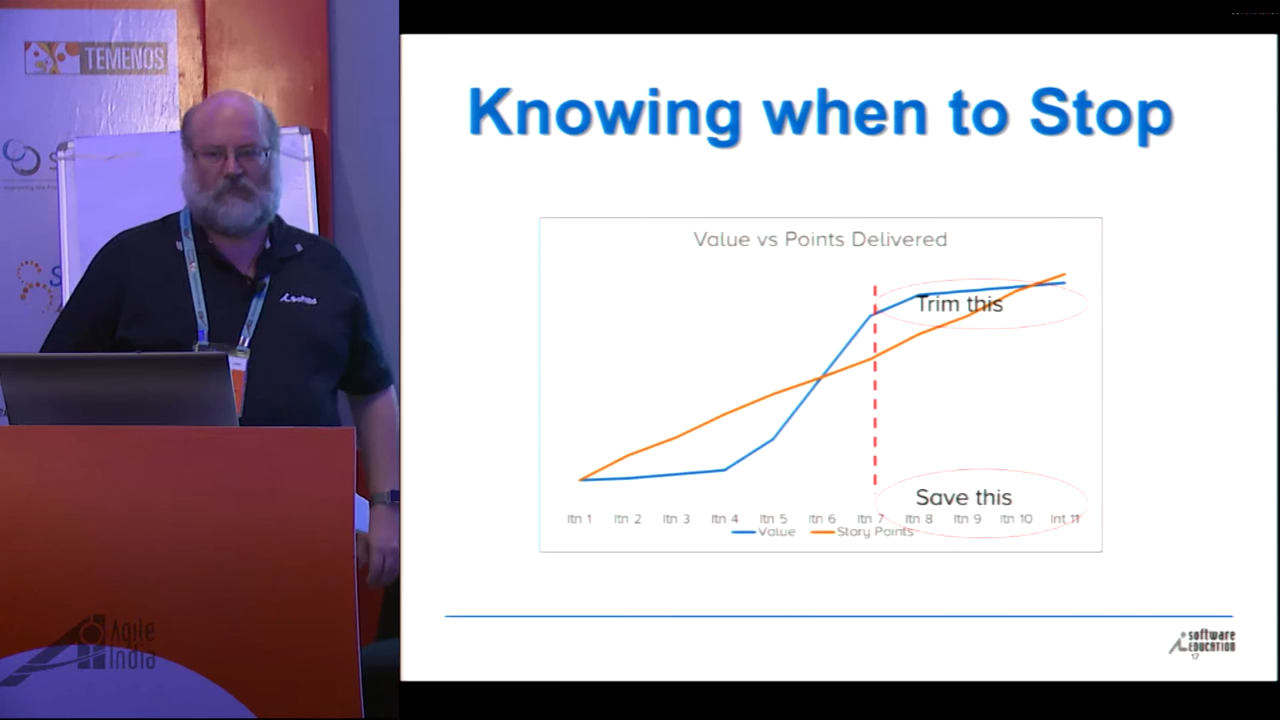 TEMENOS
Knowing when to Stop
Value vs Points Delivered
Trim this
Save this
Itn 1 Itn 2 Itn 3 Itn 4 Itn 5 Itn 6 Itn 7 Itn 8 Itn 9 Itn 10 Int 11
Value Story Points
software
EDUCATION
17
Agile
India